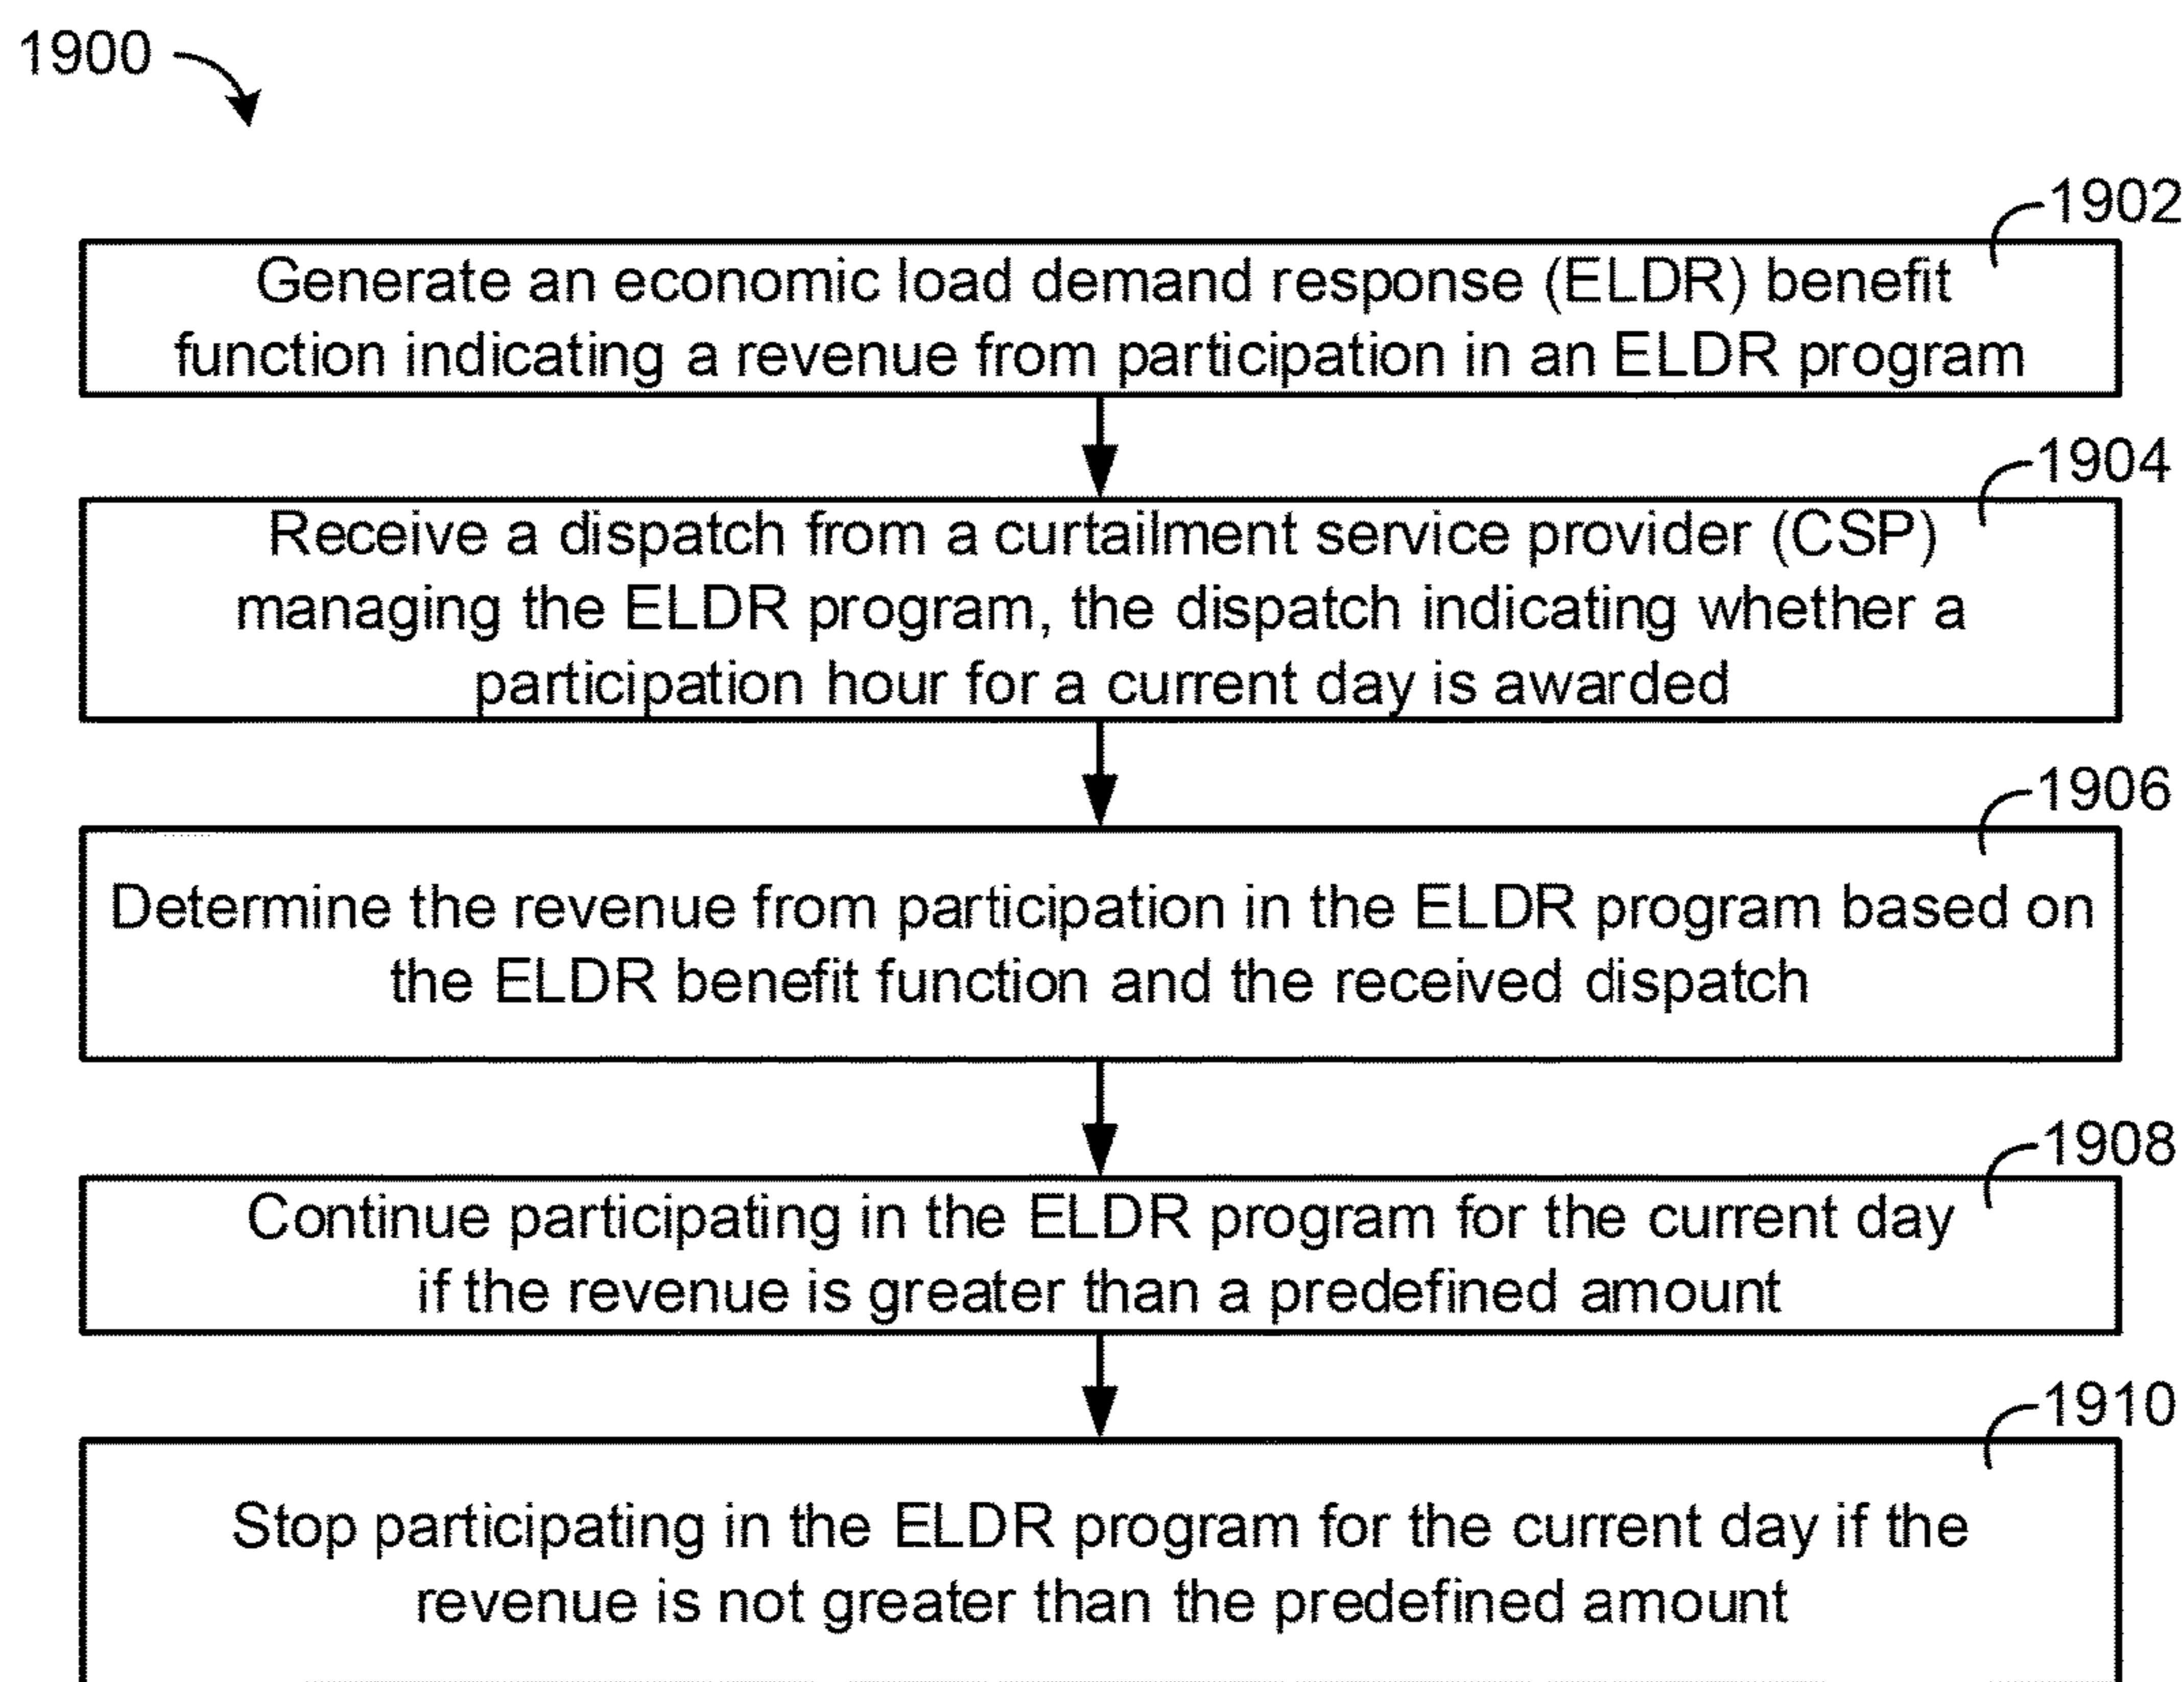 1900
1902
Generate an economic load demand response (ELDR) benefit
function indicating a revenue from participation in an ELDR program
1904
Receive a dispatch from a curtailment service provider (CSP)
managing the ELDR program, the dispatch indicating whether a
participation hour for a current day is awarded
1906
Determine the revenue from participation in the ELDR program based on
the ELDR benefit function and the received dispatch
1908
Continue participating in the ELDR program for the current day
if the revenue is greater than a predefined amount
1910
Stop participating in the ELDR program for the current day if the
revenue is not greater than the predefined amount